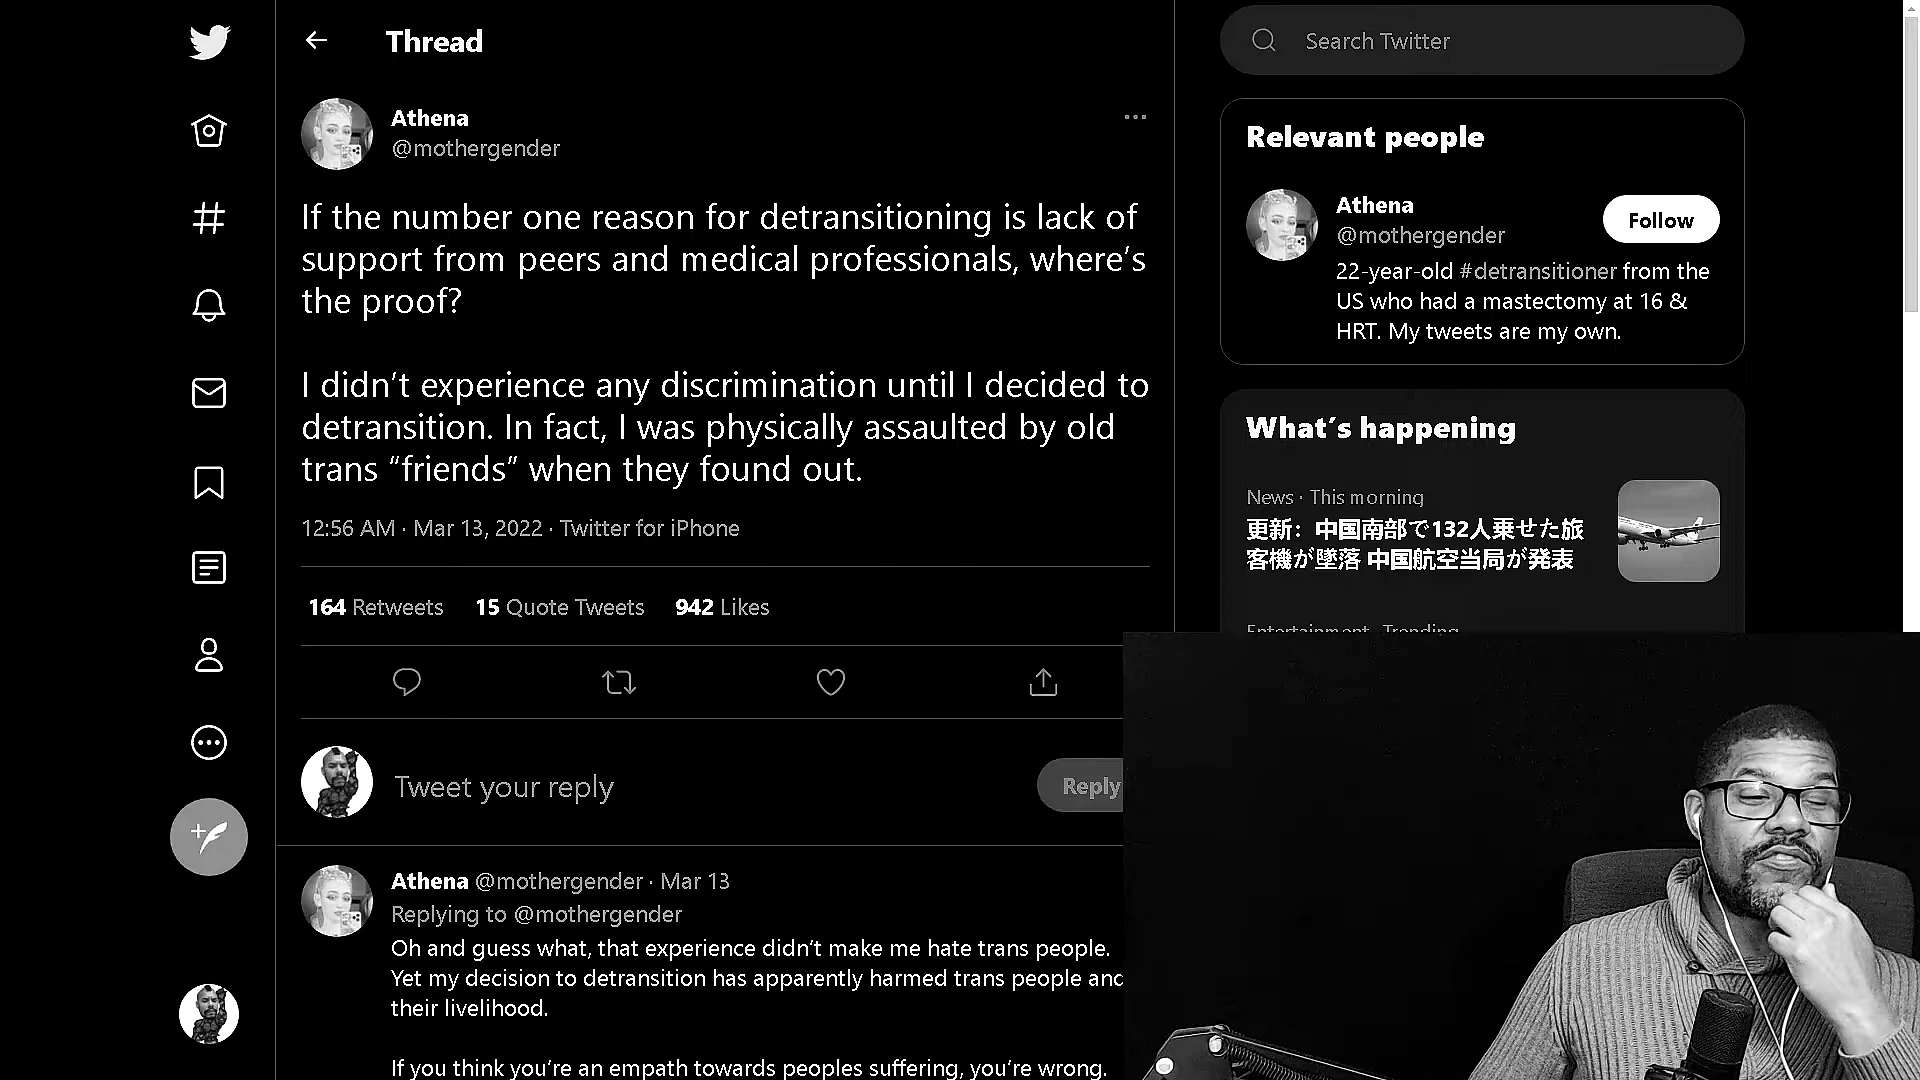 Thread
Athena
@mothergender
If the number one reason for detransitioning is lack of
support from peers and medical professionals, where’s
the proof?
I didn’t experience any discrimination until I decided to
detransition. In fact, I was physically assaulted by old
trans “friends” when they found out.
12:56 AM · Mar 13, 2022 · Twitter for iPhone
164 Retweets 15 Quote Tweets 942 Likes
Tweet your reply
Reply
Athena @mothergender · Mar 13
Replying to @mothergender
Oh and guess what, that experience didn’t make me hate trans people.
Yet my decision to detransition has apparently harmed trans people and
their livelihood.
If you think you’re an empath towards peoples suffering, you’re wrong.
Search Twitter
Relevant people
Athena
@mothergender
Follow
22-year-old #detransitioner from the
US who had a mastectomy at 16 &
HRT. My tweets are my own.
What’s happening
News · This morning
更新：中国南部で132人乗せた旅
客機が墜落 中国航空当局が発表
Entertainment · Trending